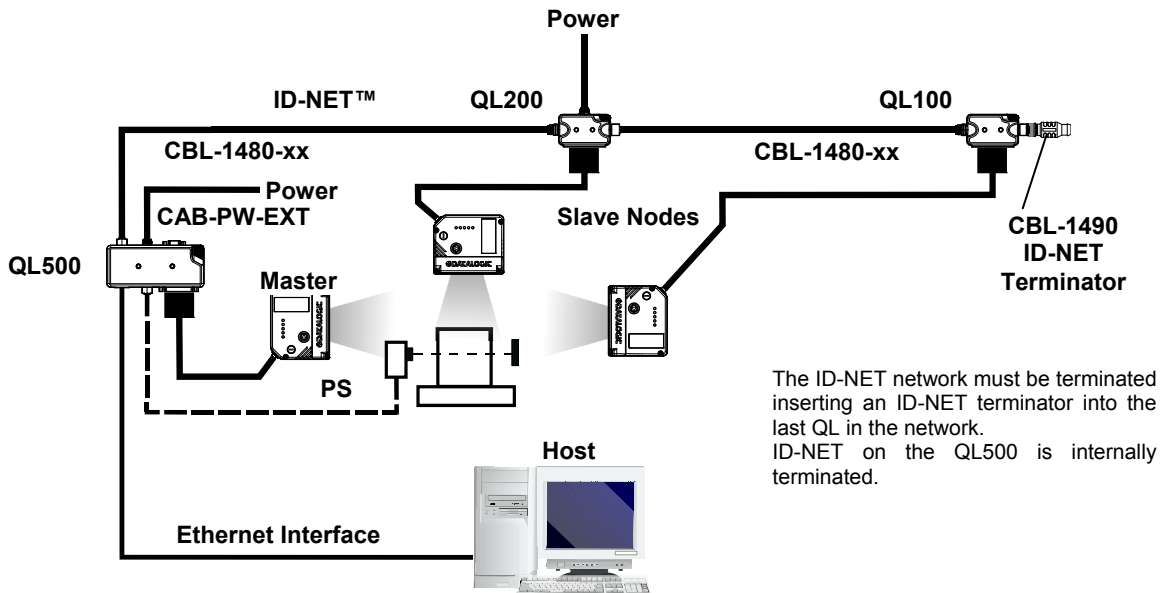 Power
ID-NET™
QL200
QL100
CBL-1480-xx
CBL-1480-xx
Power
CAB-PW-EXT
Slave Nodes
CBL-1490
ID-NET
Terminator
QL500
Master
DATALOGIC
DATALOGIC
DATALOGIC
PS
The ID-NET network must be terminated
inserting an ID-NET terminator into the
last QL in the network.
ID-NET on the QL500 is internally
terminated.
Host
Ethernet Interface